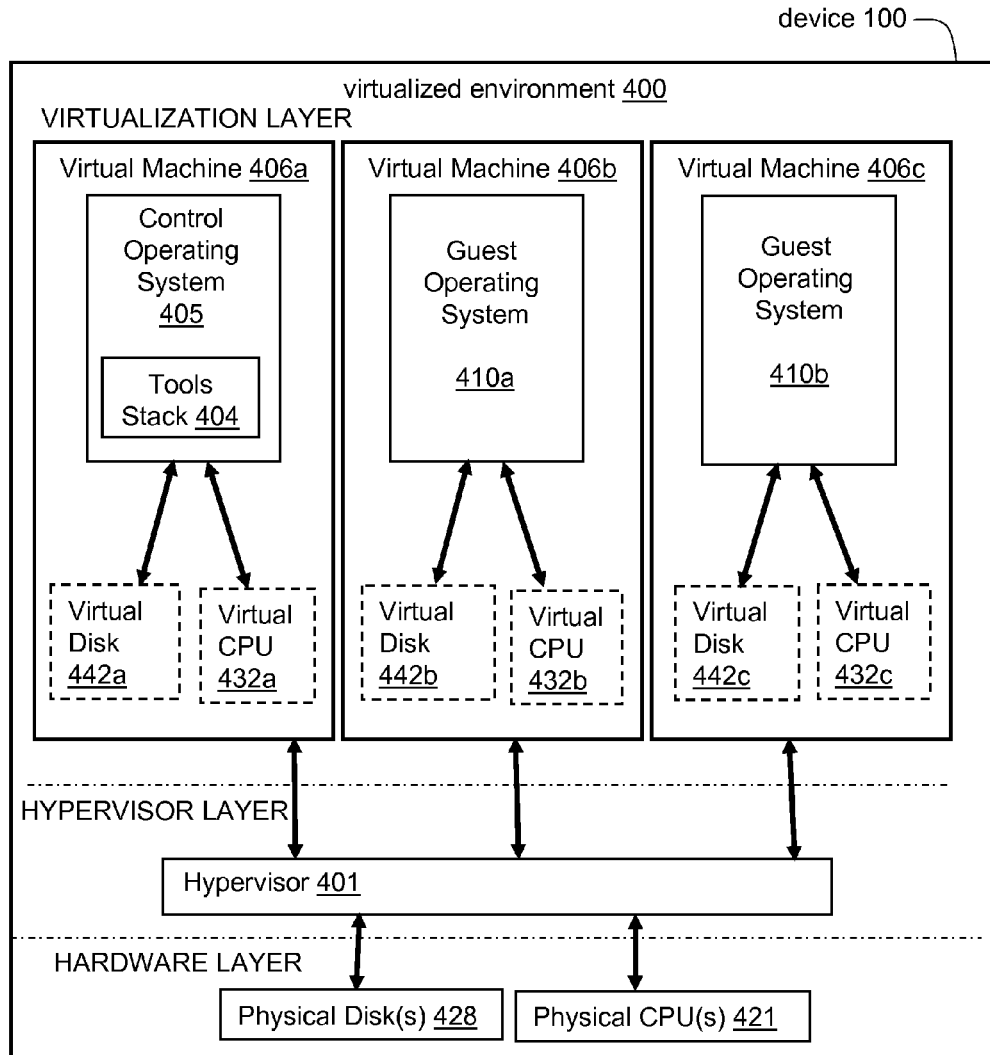 device 100
virtualized environment 400
VIRTUALIZATION LAYER
Virtual Machine 406a
Control
Operating
System
405
Tools
Stack 404
Virtual
Disk
442a
Virtual
CPU
432a
Virtual Machine 406b
Guest
Operating
System
410a
Virtual
Disk
442b
Virtual
CPU
432b
Virtual Machine 406c
Guest
Operating
System
410b
Virtual
Disk
442c
Virtual
CPU
432c
HYPERVISOR LAYER
Hypervisor 401
HARDWARE LAYER
Physical Disk(s) 428
Physical CPU(s) 421